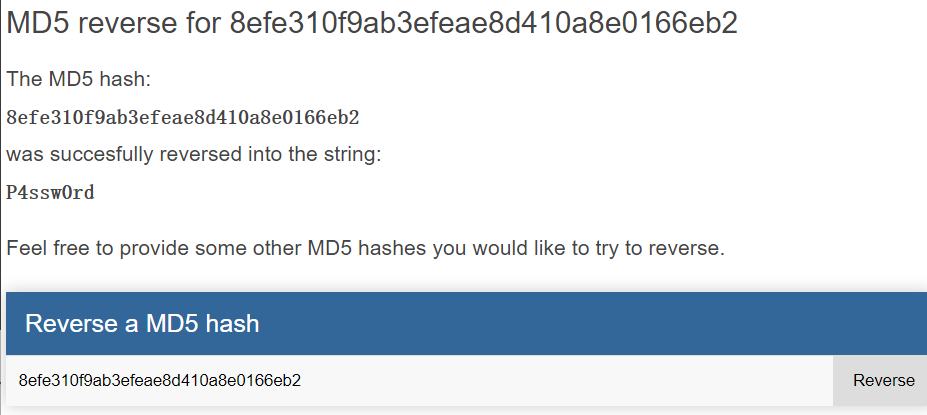 MD5 reverse for 8efe310f9ab3efeae8d410a8e0166eb2
The MD5 hash:
8efe310f9ab3efeae8d410a8e0166eb2
was succesfully reversed into the string:
P4ssw0rd
Feel free to provide some other MD5 hashes you would like to try to reverse.
Reverse a MD5 hash
8efe310f9ab3efeae8d410a8e0166eb2 Reverse